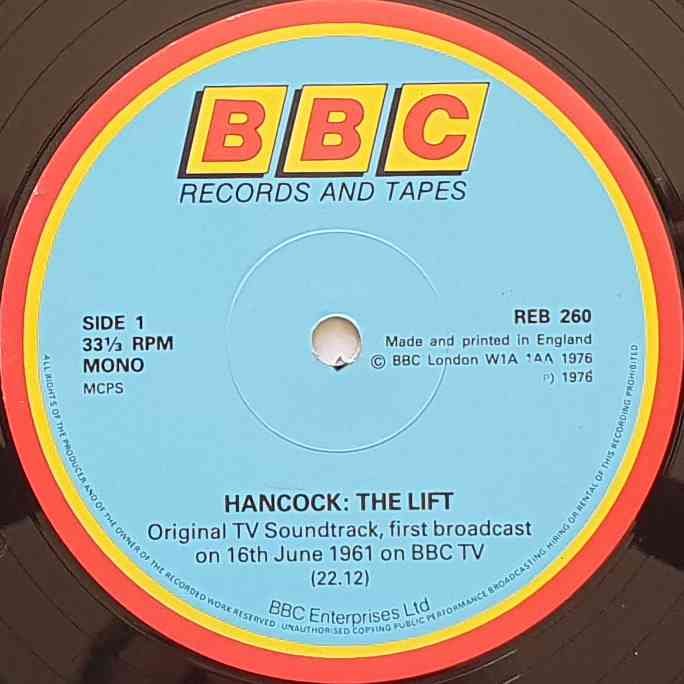 BBC
RECORDS AND TAPES
SIDE 1
33⅓ RPM
MONO
MCPS
REB 260
Made and printed in England
© BBC London W1A 1AA 1976
℗ 1976
HANCOCK: THE LIFT
Original TV Soundtrack, first broadcast
on 16th June 1961 on BBC TV
(22.12)
BBC Enterprises Ltd
ALL RIGHTS OF THE PRODUCER AND OF THE OWNER OF THE RECORDED WORK RESERVED. UNAUTHORISED COPYING PUBLIC PERFORMANCE BROADCASTING, HIRING OR RENTAL OF THIS RECORDING PROHIBITED